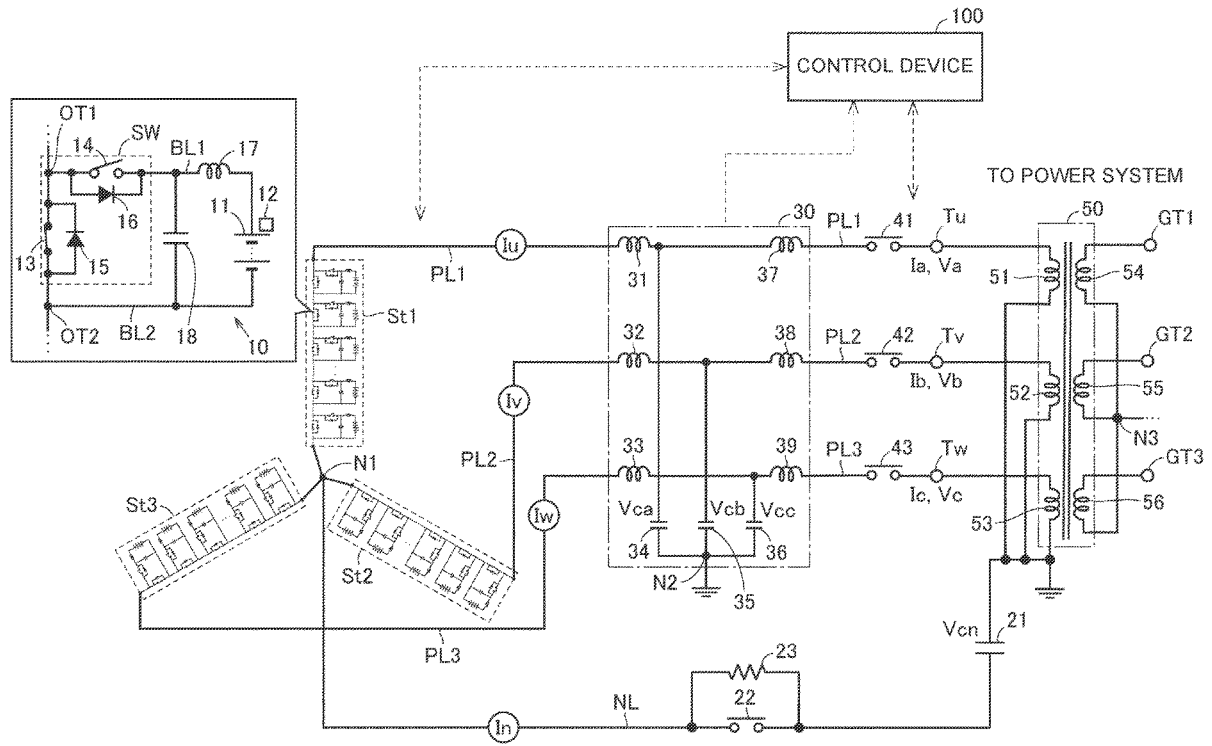 100
CONTROL DEVICE
OT1
SW
14
BL1
17
16
11
12
13
15
18
OT2
BL2
10
TO POWER SYSTEM
30
PL1
41
Tu
50
GT1
Iu
PL1
31
37
Ia, Va
51
54
St1
32
38
PL2
42
Tv
GT2
Iv
Ib, Vb
52
55
N3
PL2
33
39
PL3
43
Tw
GT3
N1
Iw
Ic, Vc
53
56
St3
Vca
Vcb
Vcc
34
36
St2
N2
35
PL3
Vcn
21
23
NL
22
In